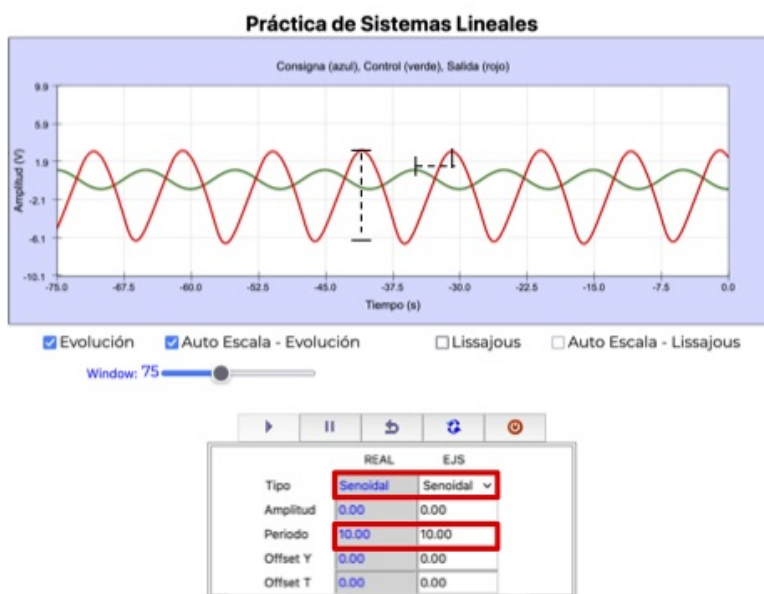 Práctica de Sistemas Lineales
Consigna (azul), Control (verde), Salida (rojo)
Amplitud (V)
9.9
5.9
1.9
-2.1
-6.1
-10.1
-75.0 -67.5 -60.0 -52.5 -45.0 -37.5 -30.0 -22.5 -15.0 -7.5 0.0
Tiempo (s)
Evolución Auto Escala - Evolución Lissajous Auto Escala - Lissajous
Window: 75
REAL EJS
Tipo Senoidal Senoidal
Amplitud 0.00 0.00
Periodo 10.00 10.00
Offset Y 0.00 0.00
Offset T 0.00 0.00